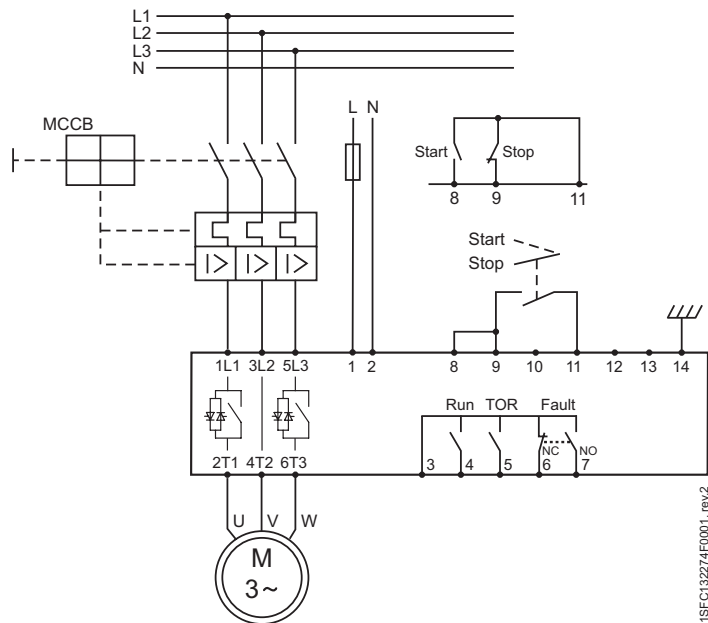 L1
L2
L3
N
MCCB
L N
Start Stop
8 9 11
Start
Stop
I> I> I>
1L1 3L2 5L3 1 2 8 9 10 11 12 13 14
Run TOR Fault
NC NO
2T1 4T2 6T3 3 4 5 6 7
U V W
M
3~
1SFC132274F0001, rev.2